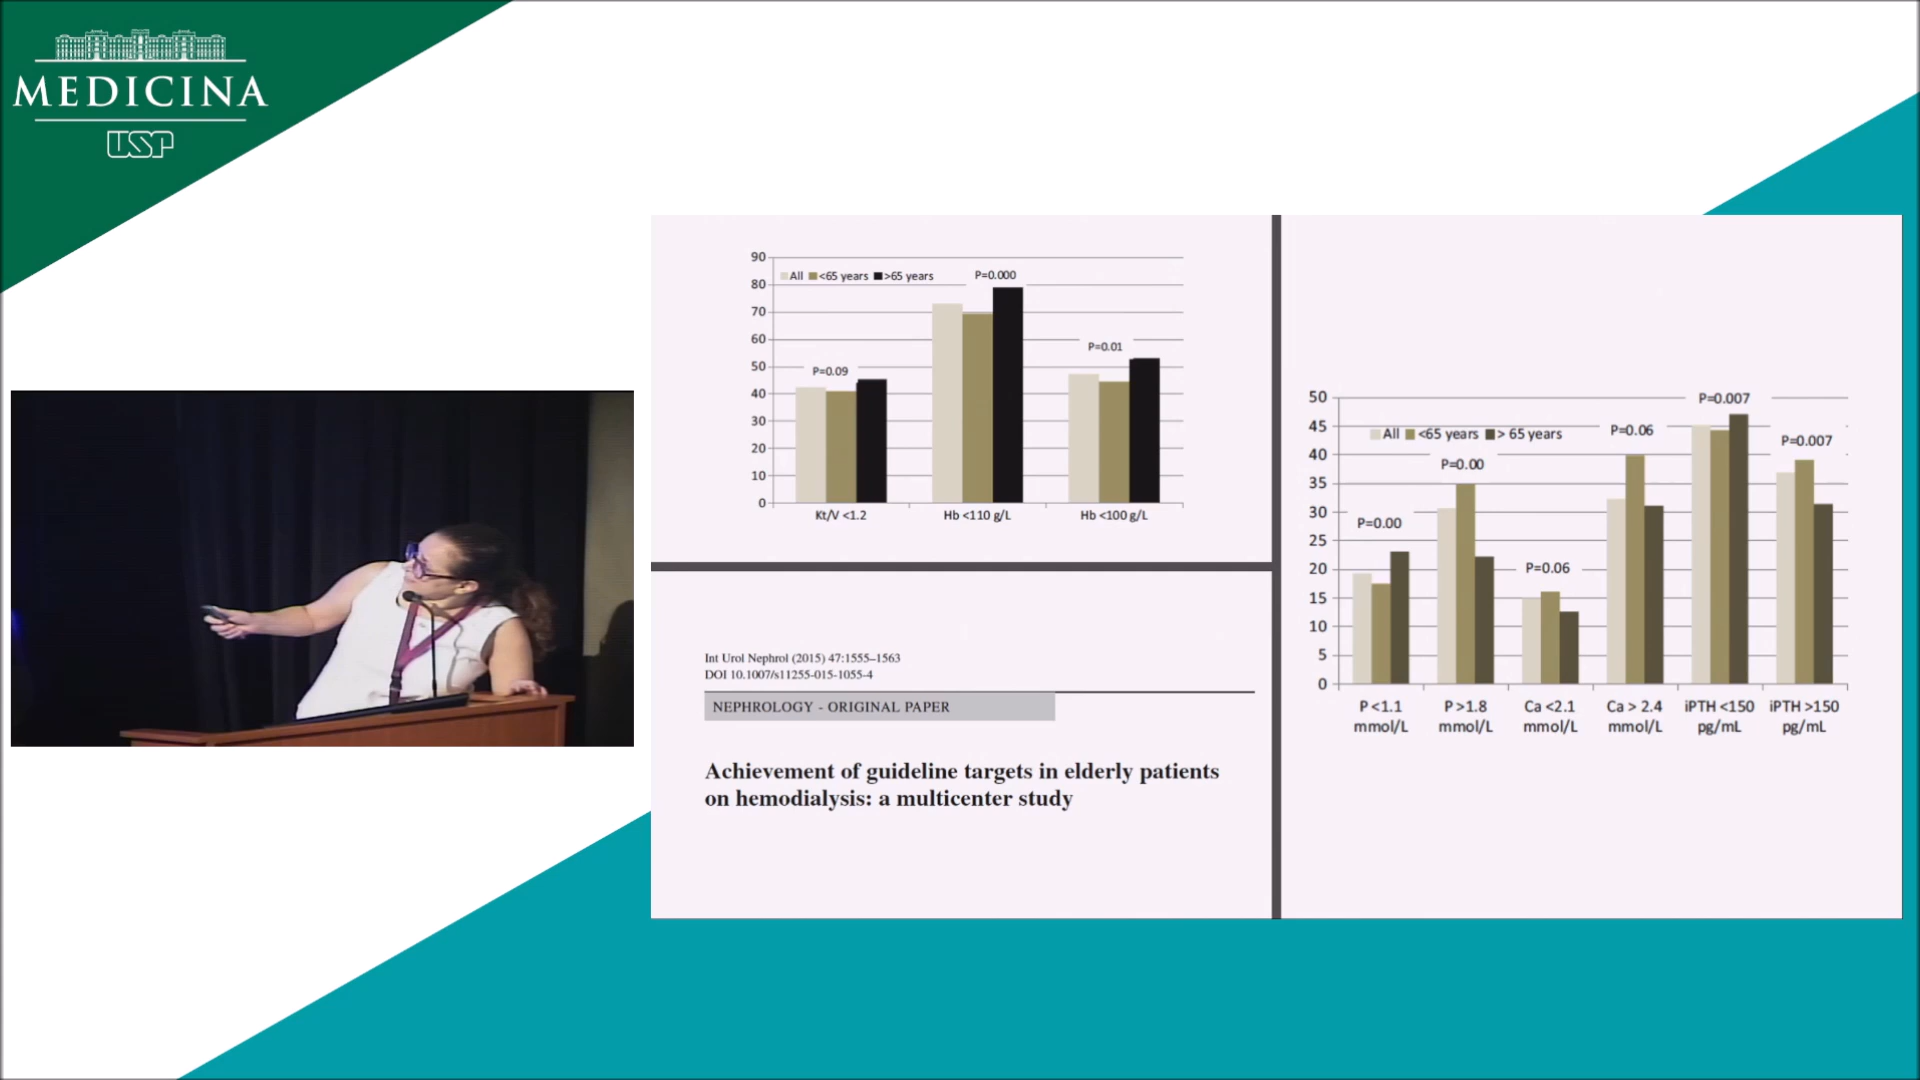 MEDICINA
USP
90
80
70
60
50
40
30
20
10
0
All <65 years >65 years
P=0.09
P=0.000
P=0.01
Kt/V <1.2
Hb <110 g/L
Hb <100 g/L
Int Urol Nephrol (2015) 47:1555–1563
DOI 10.1007/s11255-015-1055-4
NEPHROLOGY - ORIGINAL PAPER
Achievement of guideline targets in elderly patients
on hemodialysis: a multicenter study
50
45
40
35
30
25
20
15
10
5
0
All <65 years > 65 years
P=0.00
P=0.00
P=0.06
P=0.06
P=0.007
P=0.007
P <1.1
mmol/L
P >1.8
mmol/L
Ca <2.1
mmol/L
Ca > 2.4
mmol/L
iPTH <150
pg/mL
iPTH >150
pg/mL